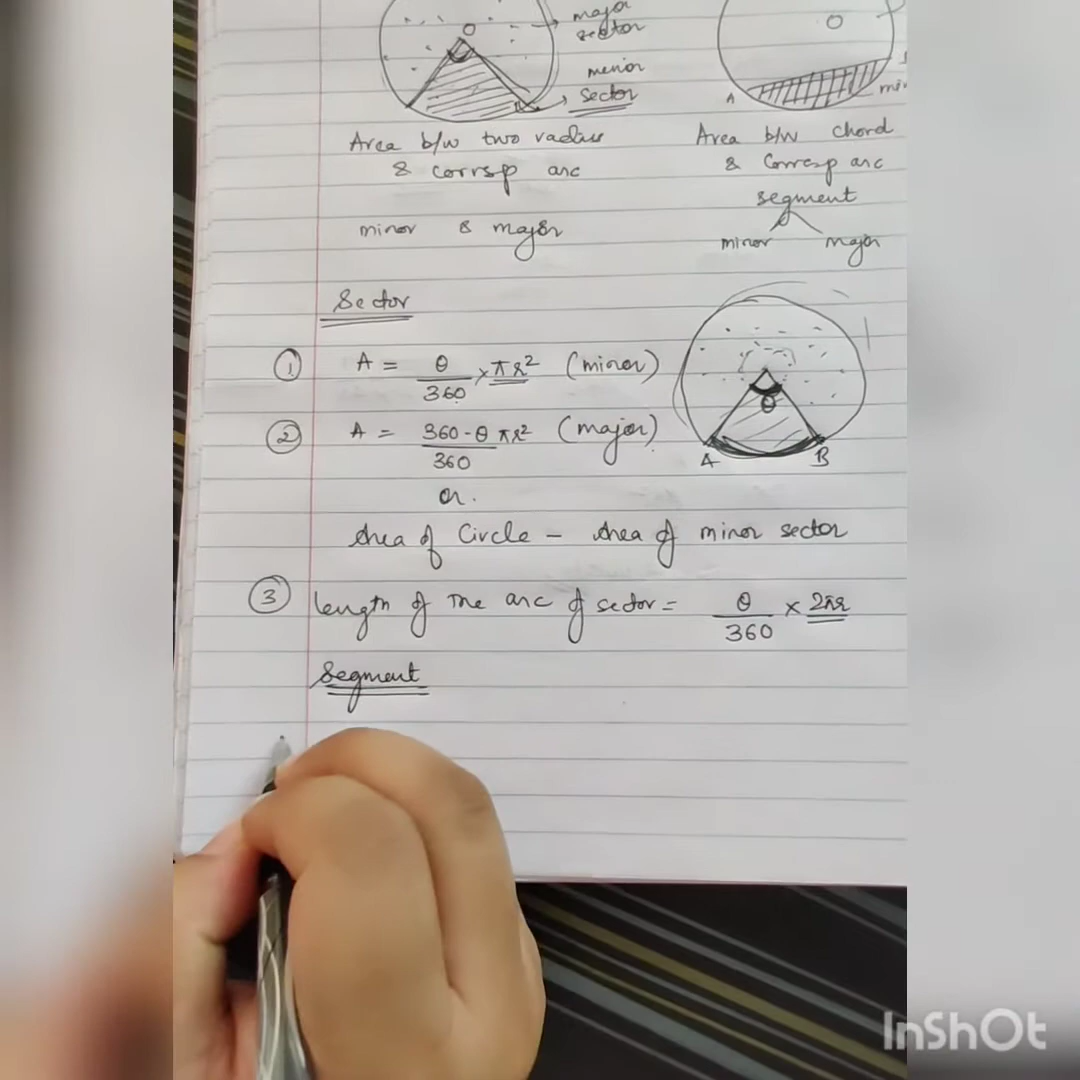 O
major
sector
menior
sector
Area b/w two radius
& corrsp arc
minor & major
O
A
Area b/w chord
& Corresp arc
segment
minor major
Sector
① A = θ/360 × πr² (minor)
② A = 360-θ/360 πr² (major)
or.
Area of Circle - Area of minor sector
θ
A B
③ length of the arc of sector = θ/360 × 2πr
Segment
InShOt